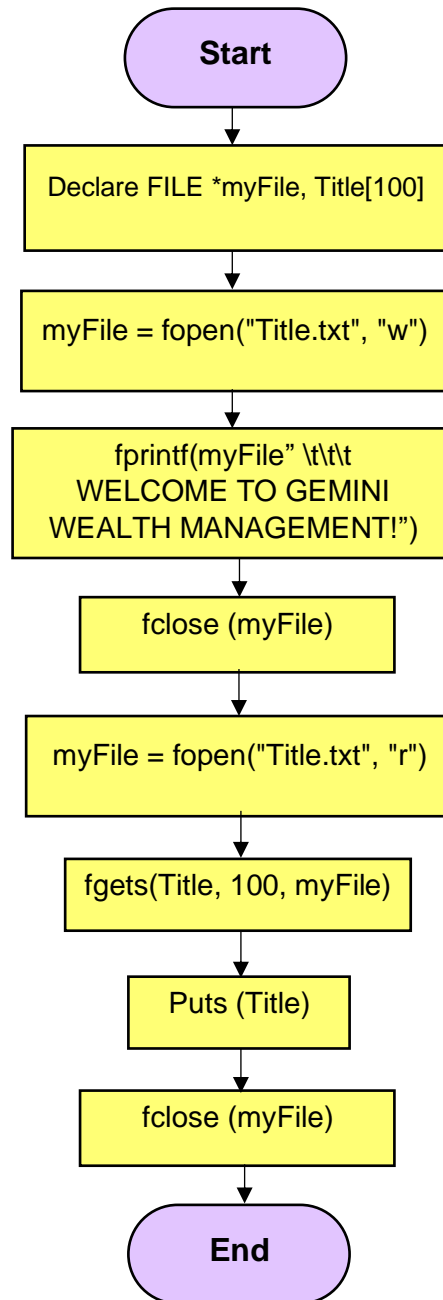 Start
Declare FILE *myFile, Title[100]
myFile = fopen("Title.txt", "w")
fprintf(myFile” \t\t\t
WELCOME TO GEMINI
WEALTH MANAGEMENT!”)
fclose (myFile)
myFile = fopen("Title.txt", "r")
fgets(Title, 100, myFile)
Puts (Title)
fclose (myFile)
End